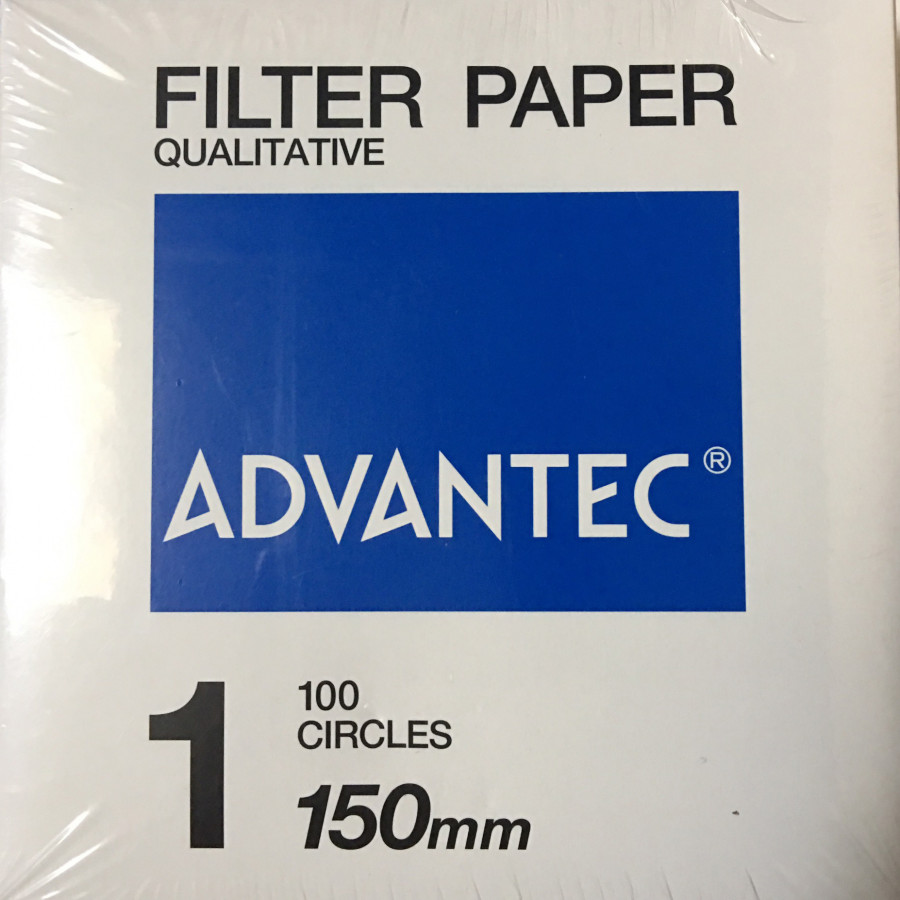 FILTER PAPER
QUALITATIVE
ADVANTEC®
1
100
CIRCLES
150mm